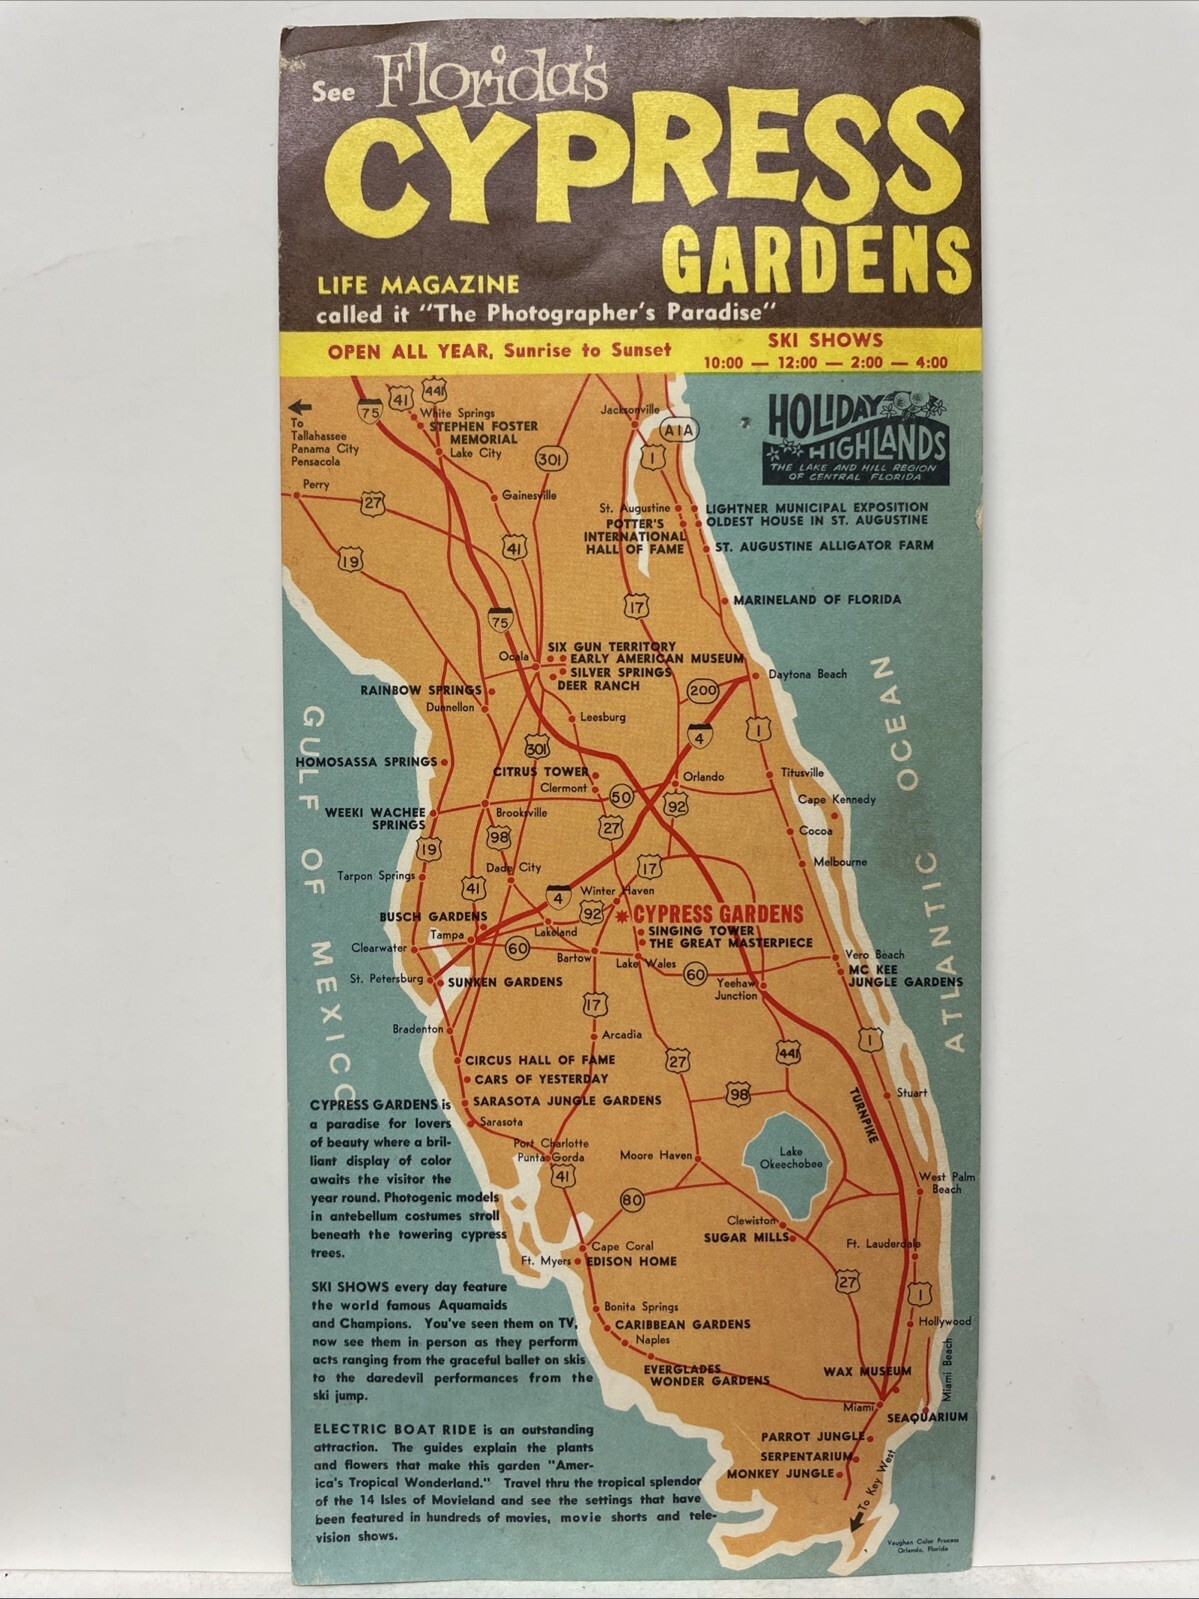 See Florida's
CYPRESS
GARDENS
LIFE MAGAZINE
called it "The Photographer's Paradise"
OPEN ALL YEAR, Sunrise to Sunset
SKI SHOWS
10:00 — 12:00 — 2:00 — 4:00
HOLIDAY
HIGHLANDS
THE LAKE AND HILL REGION
OF CENTRAL FLORIDA
75
41
441
To
Tallahassee
Panama City
Pensacola
White Springs
STEPHEN FOSTER
MEMORIAL
Lake City
Jacksonville
A1A
1
301
Perry
27
Gainesville
St. Augustine
LIGHTNER MUNICIPAL EXPOSITION
OLDEST HOUSE IN ST. AUGUSTINE
POTTER'S
INTERNATIONAL
HALL OF FAME
ST. AUGUSTINE ALLIGATOR FARM
41
19
MARINELAND OF FLORIDA
17
75
SIX GUN TERRITORY
Ocala
EARLY AMERICAN MUSEUM
SILVER SPRINGS
DEER RANCH
Daytona Beach
RAINBOW SPRINGS
Dunnellon
200
Leesburg
4
1
301
HOMOSASSA SPRINGS
CITRUS TOWER
Clermont
Orlando
Titusville
50
92
Cape Kennedy
WEEKI WACHEE
SPRINGS
Brooksville
27
98
Cocoa
19
Melbourne
Dade City
17
Tarpon Springs
41
4
Winter Haven
92
CYPRESS GARDENS
BUSCH GARDENS
Tampa
Lakeland
SINGING TOWER
THE GREAT MASTERPIECE
Clearwater
60
Bartow
Lake Wales
60
Vero Beach
MC KEE
JUNGLE GARDENS
St. Petersburg
SUNKEN GARDENS
Yeehaw
Junction
17
Bradenton
Arcadia
1
441
27
CIRCUS HALL OF FAME
CARS OF YESTERDAY
SARASOTA JUNGLE GARDENS
98
Stuart
TURNPIKE
Sarasota
Port Charlotte
Punta Gorda
41
Moore Haven
Lake
Okeechobee
West Palm
Beach
80
Clewiston
SUGAR MILLS
Cape Coral
Ft. Myers
EDISON HOME
Ft. Lauderdale
27
1
Bonita Springs
CARIBBEAN GARDENS
Naples
Hollywood
EVERGLADES
WONDER GARDENS
WAX MUSEUM
Miami Beach
Miami
SEAQUARIUM
PARROT JUNGLE
SERPENTARIUM
MONKEY JUNGLE
To Key West
GULF OF MEXICO
ATLANTIC OCEAN
CYPRESS GARDENS is
a paradise for lovers
of beauty where a bril-
liant display of color
awaits the visitor the
year round. Photogenic models
in antebellum costumes stroll
beneath the towering cypress
trees.
SKI SHOWS every day feature
the world famous Aquamaids
and Champions. You've seen them on TV,
now see them in person as they perform
acts ranging from the graceful ballet on skis
to the daredevil performances from the
ski jump.
ELECTRIC BOAT RIDE is an outstanding
attraction. The guides explain the plants
and flowers that make this garden "Amer-
ica's Tropical Wonderland." Travel thru the tropical splendor
of the 14 Isles of Movieland and see the settings that have
been featured in hundreds of movies, movie shorts and tele-
vision shows.
Vaughan Color Process
Orlando, Florida